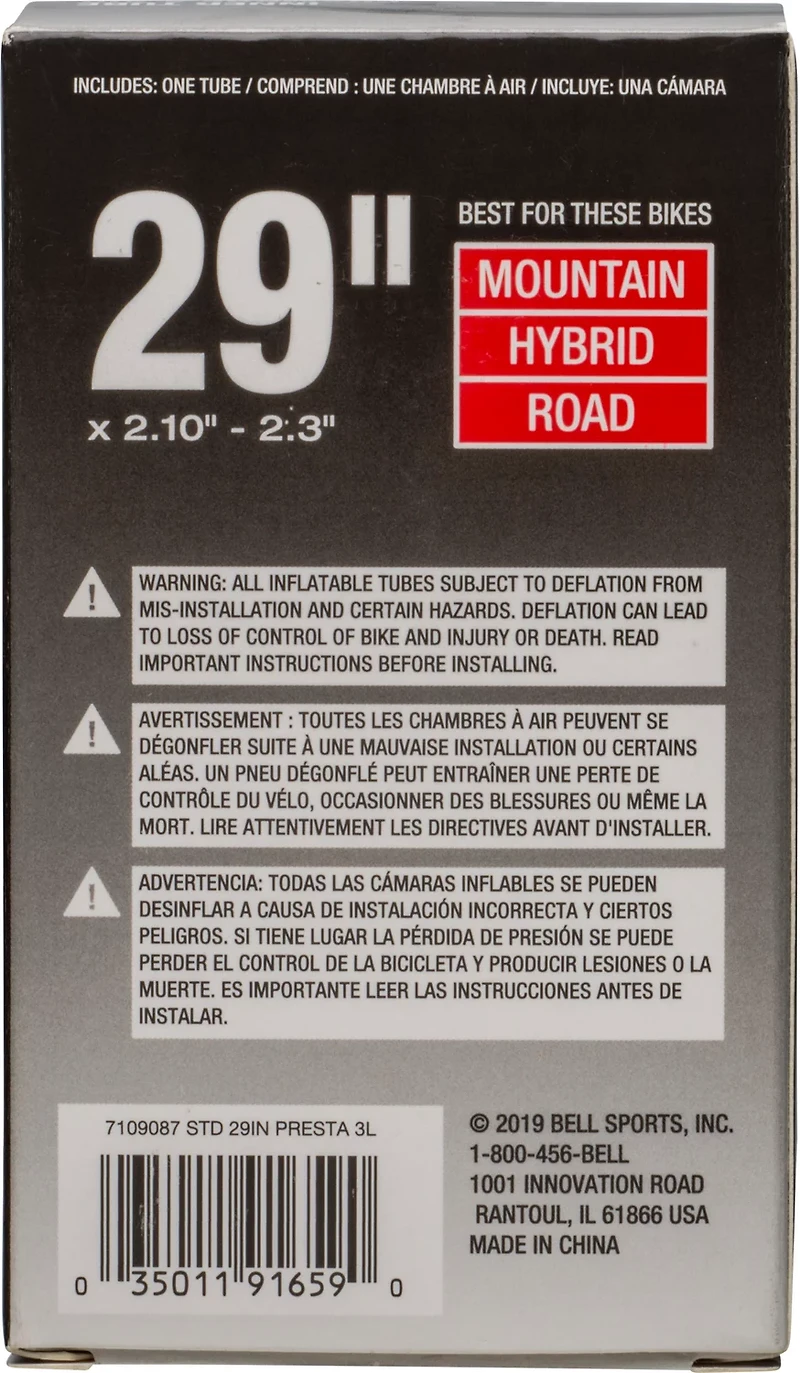 INCLUDES: ONE TUBE / COMPREND : UNE CHAMBRE À AIR / INCLUYE: UNA CÁMARA
29"
x 2.10" - 2.3"
BEST FOR THESE BIKES
MOUNTAIN
HYBRID
ROAD
WARNING: ALL INFLATABLE TUBES SUBJECT TO DEFLATION FROM
MIS-INSTALLATION AND CERTAIN HAZARDS. DEFLATION CAN LEAD
TO LOSS OF CONTROL OF BIKE AND INJURY OR DEATH. READ
IMPORTANT INSTRUCTIONS BEFORE INSTALLING.
AVERTISSEMENT : TOUTES LES CHAMBRES À AIR PEUVENT SE
DÉGONFLER SUITE À UNE MAUVAISE INSTALLATION OU CERTAINS
ALÉAS. UN PNEU DÉGONFLÉ PEUT ENTRAÎNER UNE PERTE DE
CONTRÔLE DU VÉLO, OCCASIONNER DES BLESSURES OU MÊME LA
MORT. LIRE ATTENTIVEMENT LES DIRECTIVES AVANT D'INSTALLER.
ADVERTENCIA: TODAS LAS CÁMARAS INFLABLES SE PUEDEN
DESINFLAR A CAUSA DE INSTALACIÓN INCORRECTA Y CIERTOS
PELIGROS. SI TIENE LUGAR LA PÉRDIDA DE PRESIÓN SE PUEDE
PERDER EL CONTROL DE LA BICICLETA Y PRODUCIR LESIONES O LA
MUERTE. ES IMPORTANTE LEER LAS INSTRUCCIONES ANTES DE
INSTALAR.
7109087 STD 29IN PRESTA 3L
0 35011 91659 0
© 2019 BELL SPORTS, INC.
1-800-456-BELL
1001 INNOVATION ROAD
RANTOUL, IL 61866 USA
MADE IN CHINA